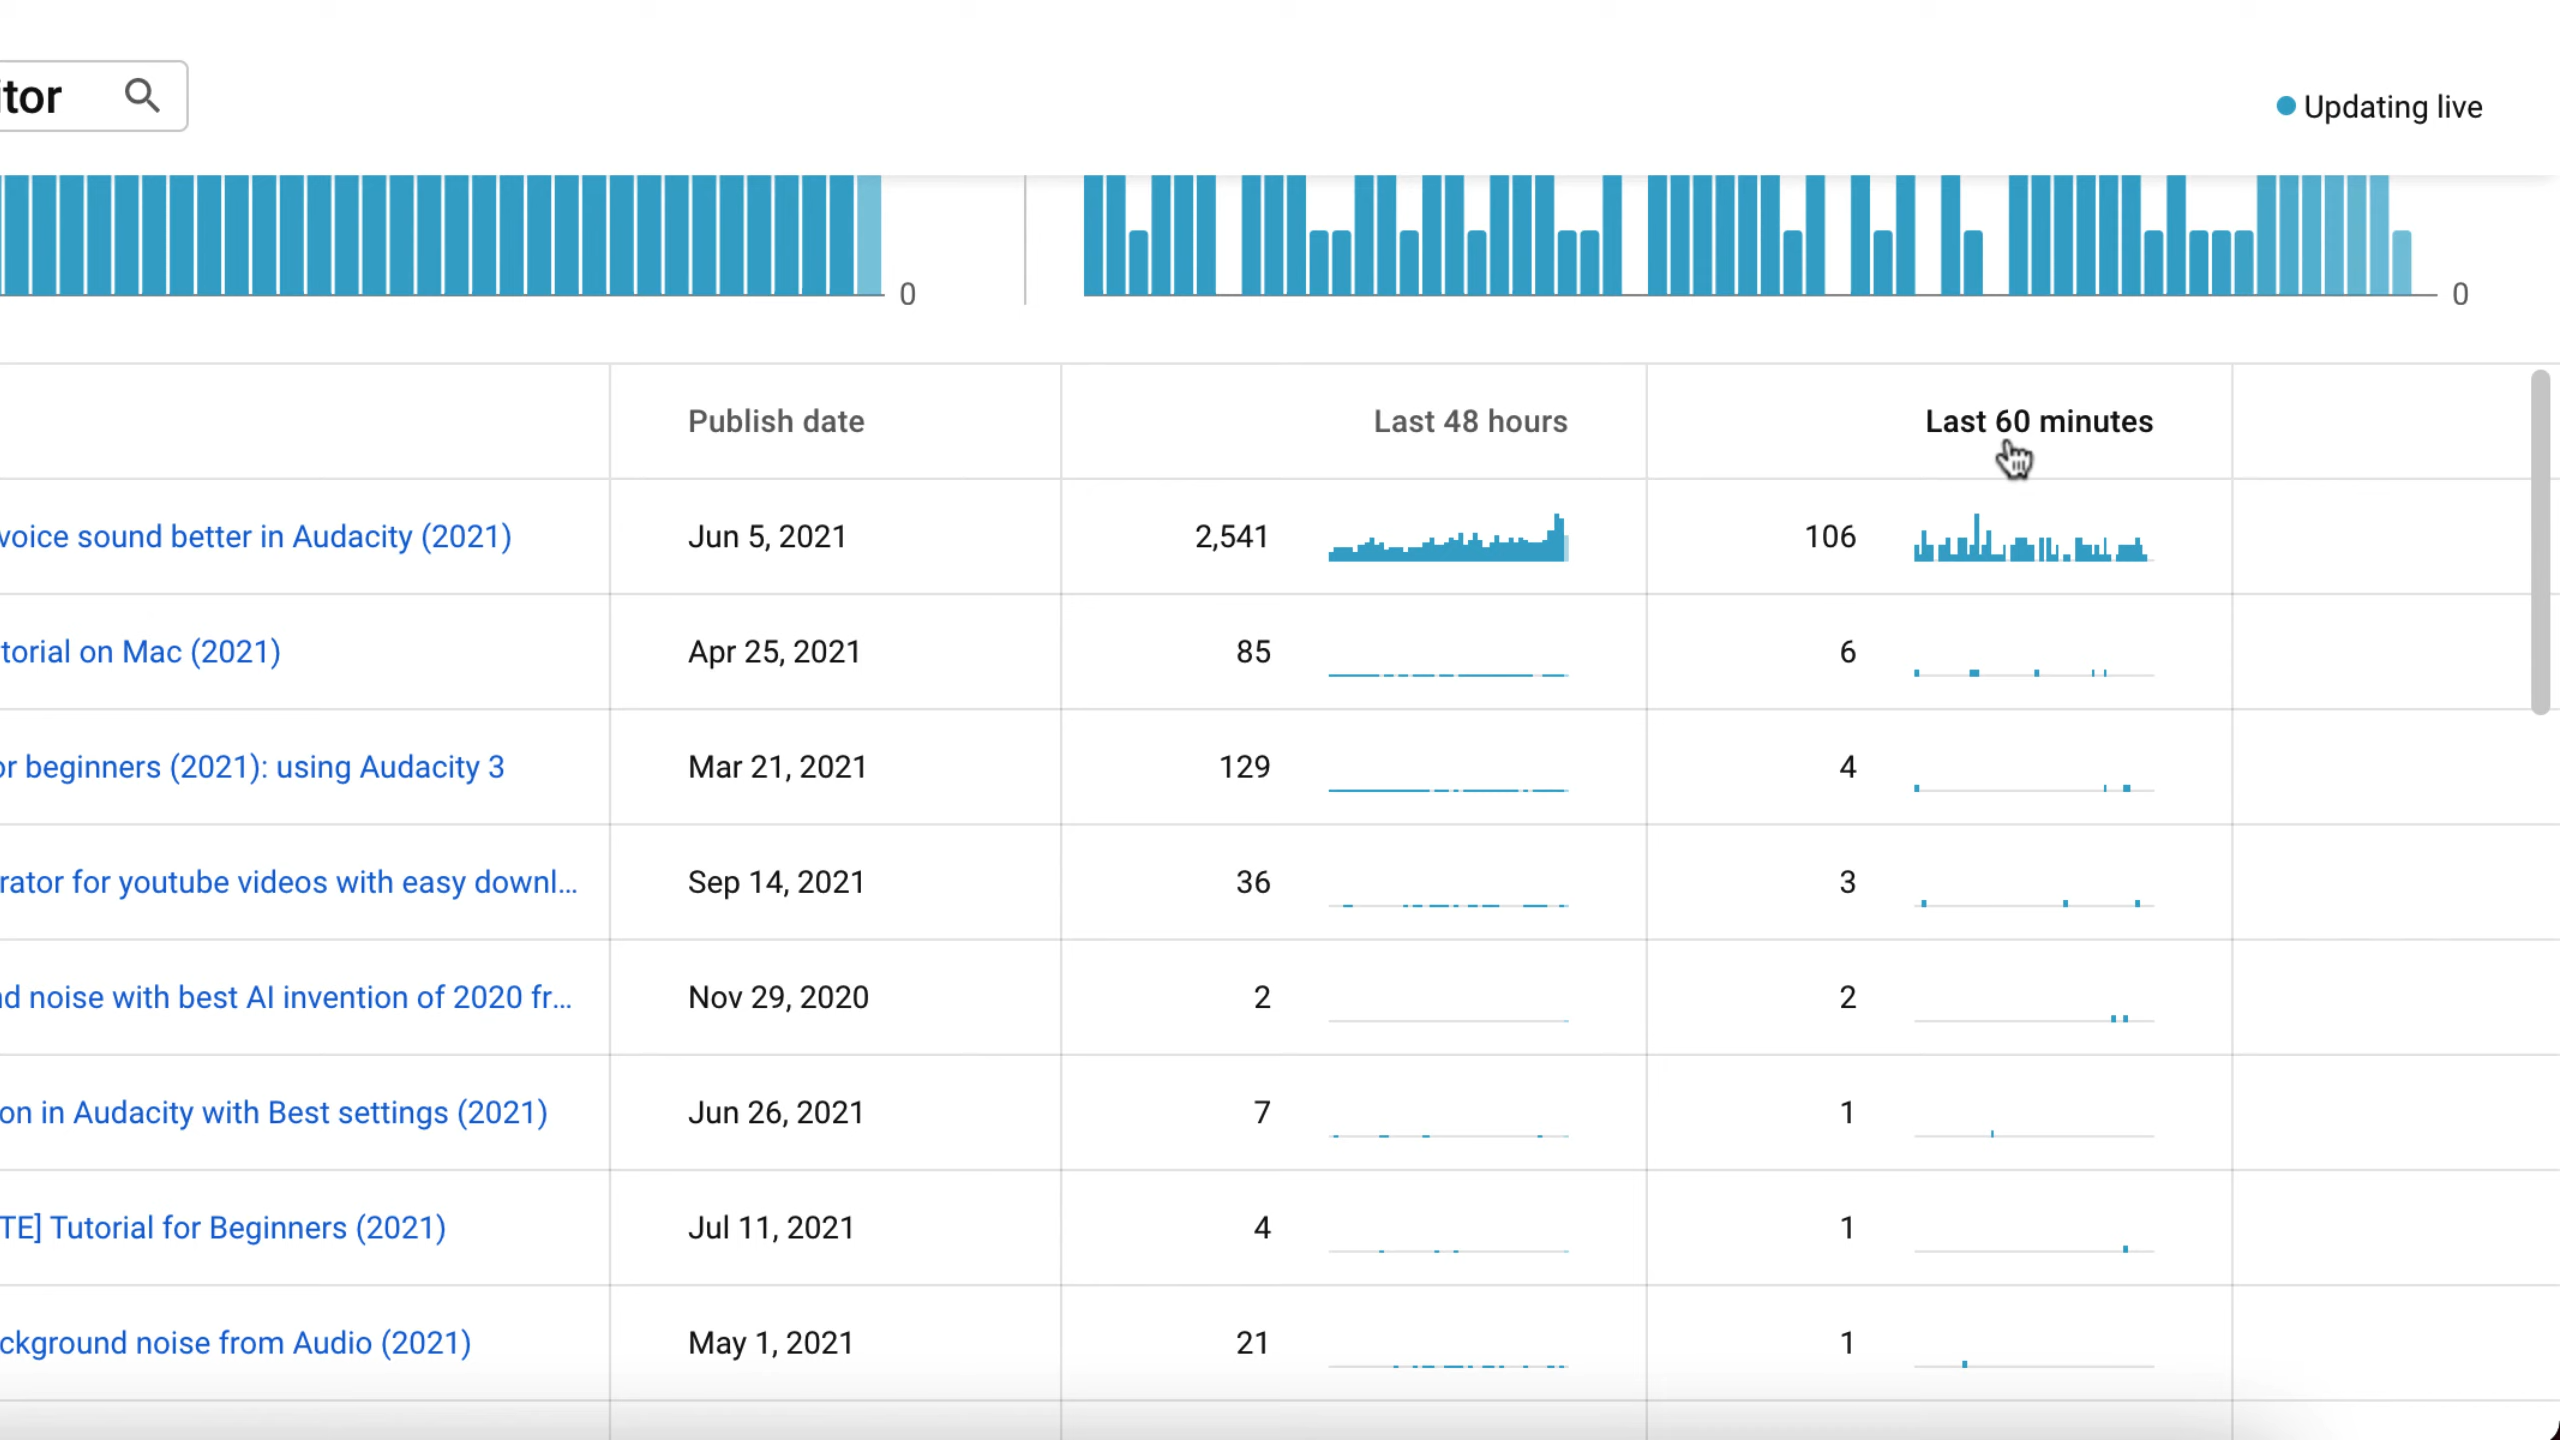 itor
Updating live
0
0
Publish date Last 48 hours Last 60 minutes
voice sound better in Audacity (2021) Jun 5, 2021 2,541 106
torial on Mac (2021) Apr 25, 2021 85 6
or beginners (2021): using Audacity 3 Mar 21, 2021 129 4
rator for youtube videos with easy downl... Sep 14, 2021 36 3
nd noise with best AI invention of 2020 fr... Nov 29, 2020 2 2
on in Audacity with Best settings (2021) Jun 26, 2021 7 1
TE] Tutorial for Beginners (2021) Jul 11, 2021 4 1
ckground noise from Audio (2021) May 1, 2021 21 1